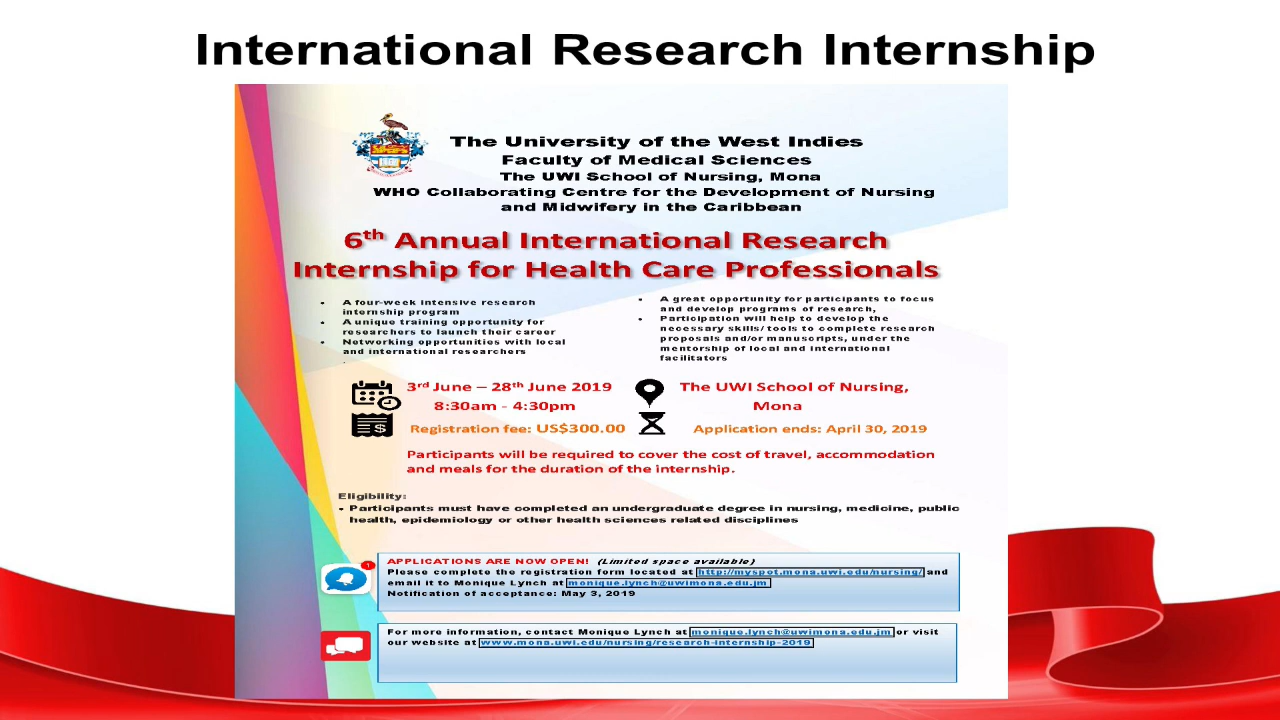 International Research Internship
The University of the West Indies
Faculty of Medical Sciences
The UWI School of Nursing, Mona
WHO Collaborating Centre for the Development of Nursing
and Midwifery in the Caribbean
6th Annual International Research
Internship for Health Care Professionals
• A four-week intensive research
internship program
• A unique training opportunity for
researchers to launch their career
• Networking opportunities with local
and international researchers
• A great opportunity for participants to focus
and develop programs of research,
• Participation will help to develop the
necessary skills/ tools to complete research
proposals and/or manuscripts, under the
mentorship of local and international
facilitators
3rd June – 28th June 2019
8:30am - 4:30pm
The UWI School of Nursing,
Mona
Registration fee: US$300.00
Application ends: April 30, 2019
Participants will be required to cover the cost of travel, accommodation
and meals for the duration of the internship.
Eligibility:
• Participants must have completed an undergraduate degree in nursing, medicine, public
health, epidemiology or other health sciences related disciplines
1
APPLICATIONS ARE NOW OPEN! (Limited space available)
Please complete the registration form located at http://myspot.mona.uwi.edu/nursing/ and
email it to Monique Lynch at monique.lynch@uwimona.edu.jm
Notification of acceptance: May 3, 2019
For more information, contact Monique Lynch at monique.lynch@uwimona.edu.jm or visit
our website at www.mona.uwi.edu/nursing/research-internship-2019